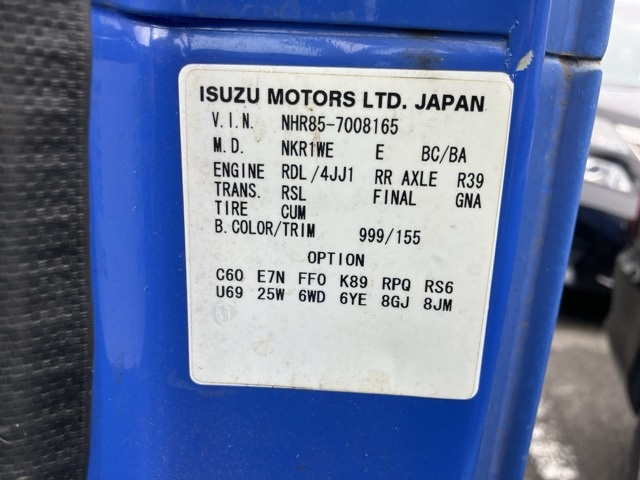 ISUZU MOTORS LTD. JAPAN
V.I.N. NHR85-7008165
M.D. NKR1WE E BC/BA
ENGINE RDL/4JJ1 RR AXLE R39
TRANS. RSL FINAL GNA
TIRE CUM
B.COLOR/TRIM 999/155
OPTION
C60 E7N FF0 K89 RPQ RS6
U69 25W 6WD 6YE 8GJ 8JM